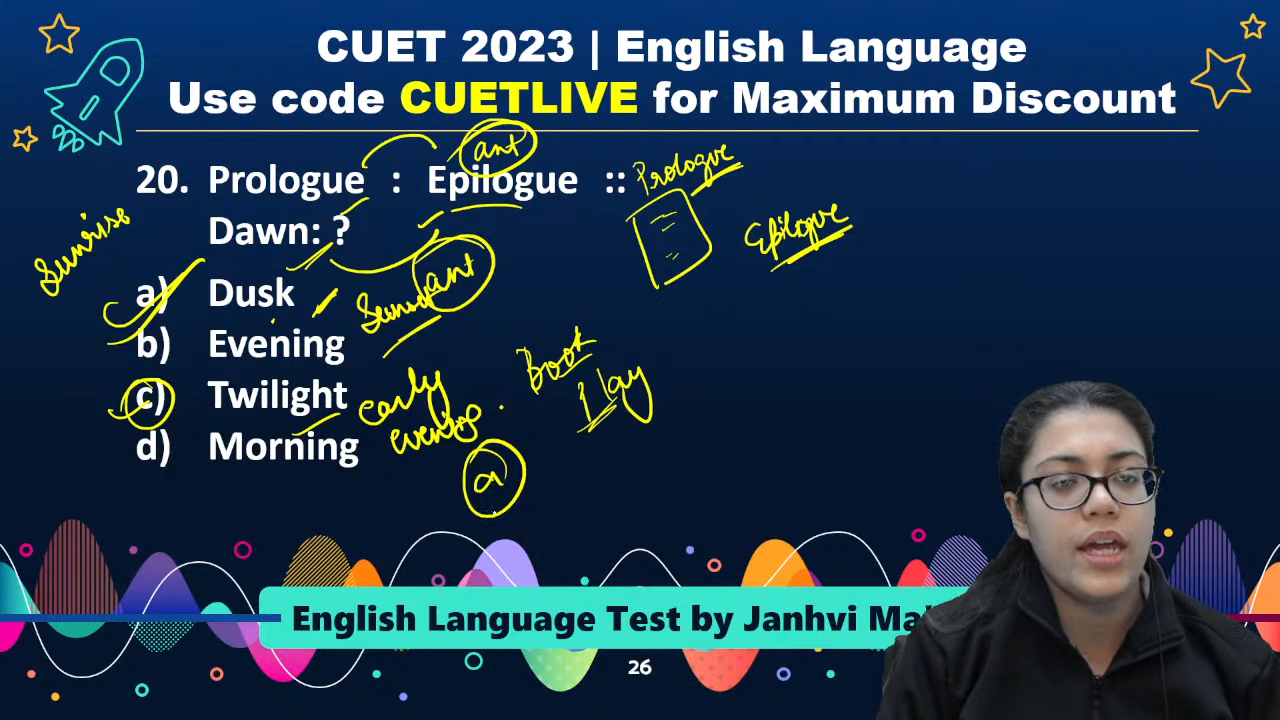 CUET 2023 | English Language
Use code CUETLIVE for Maximum Discount
ant
20. Prologue : Epilogue ::
Prologue
Dawn: ?
Epilogue
Sunrise
ant
a) Dusk
b) Evening
Book
Play
c) Twilight
early
evening
d) Morning
a
English Language Test by Janhvi Ma
26